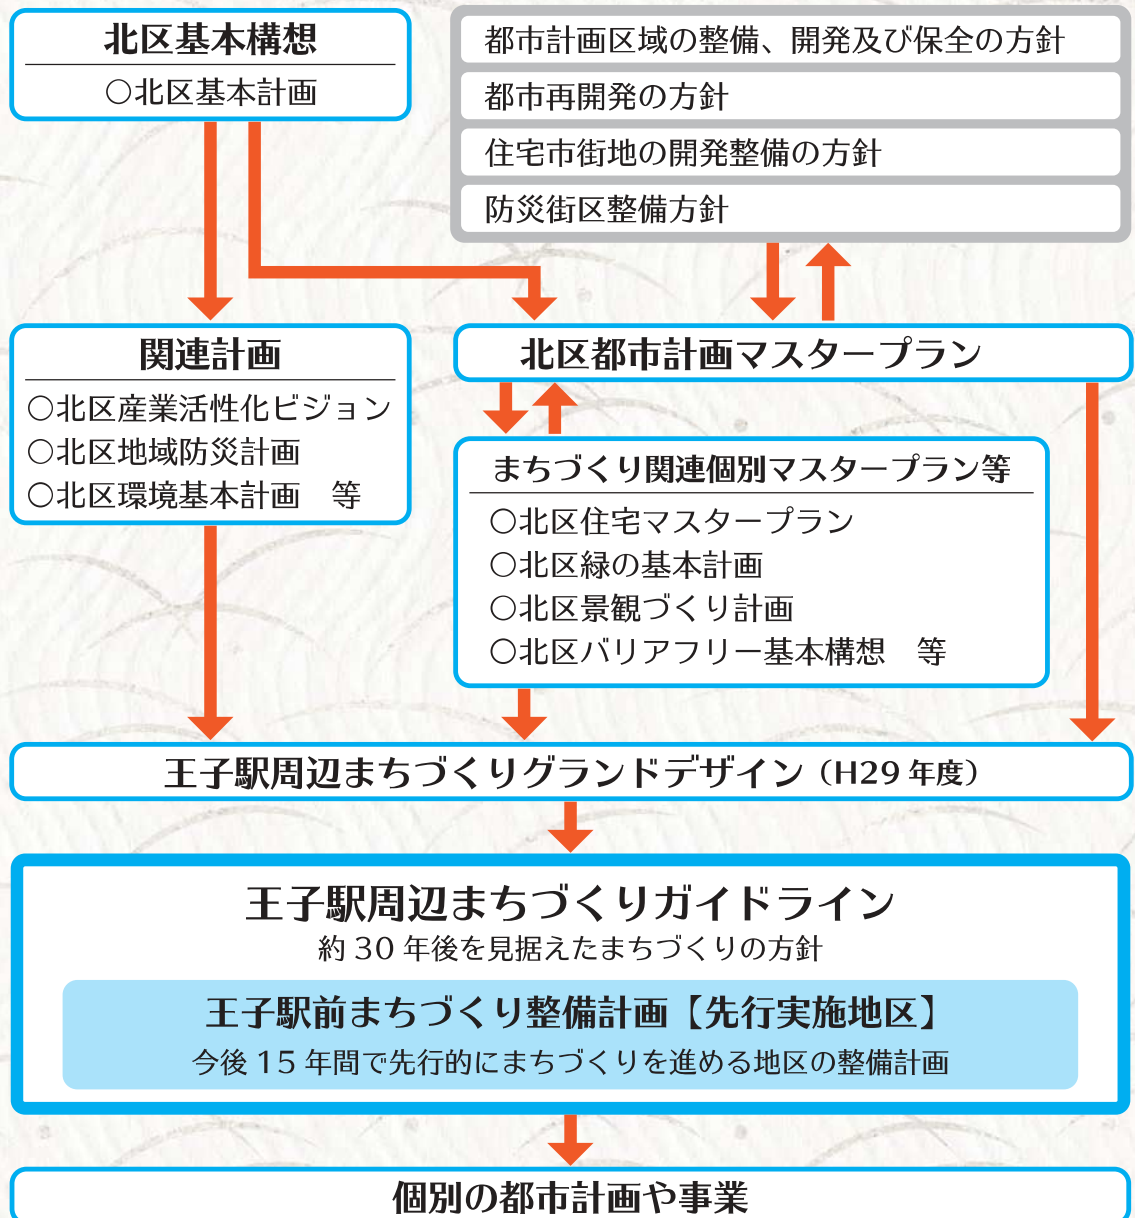 北区基本構想
○北区基本計画
都市計画区域の整備、開発及び保全の方針
都市再開発の方針
住宅市街地の開発整備の方針
防災街区整備方針
関連計画
○北区産業活性化ビジョン
○北区地域防災計画
○北区環境基本計画　等
北区都市計画マスタープラン
まちづくり関連個別マスタープラン等
○北区住宅マスタープラン
○北区緑の基本計画
○北区景観づくり計画
○北区バリアフリー基本構想　等
王子駅周辺まちづくりグランドデザイン（H29 年度）
王子駅周辺まちづくりガイドライン
約 30 年後を見据えたまちづくりの方針
王子駅前まちづくり整備計画【先行実施地区】
今後 15 年間で先行的にまちづくりを進める地区の整備計画
個別の都市計画や事業